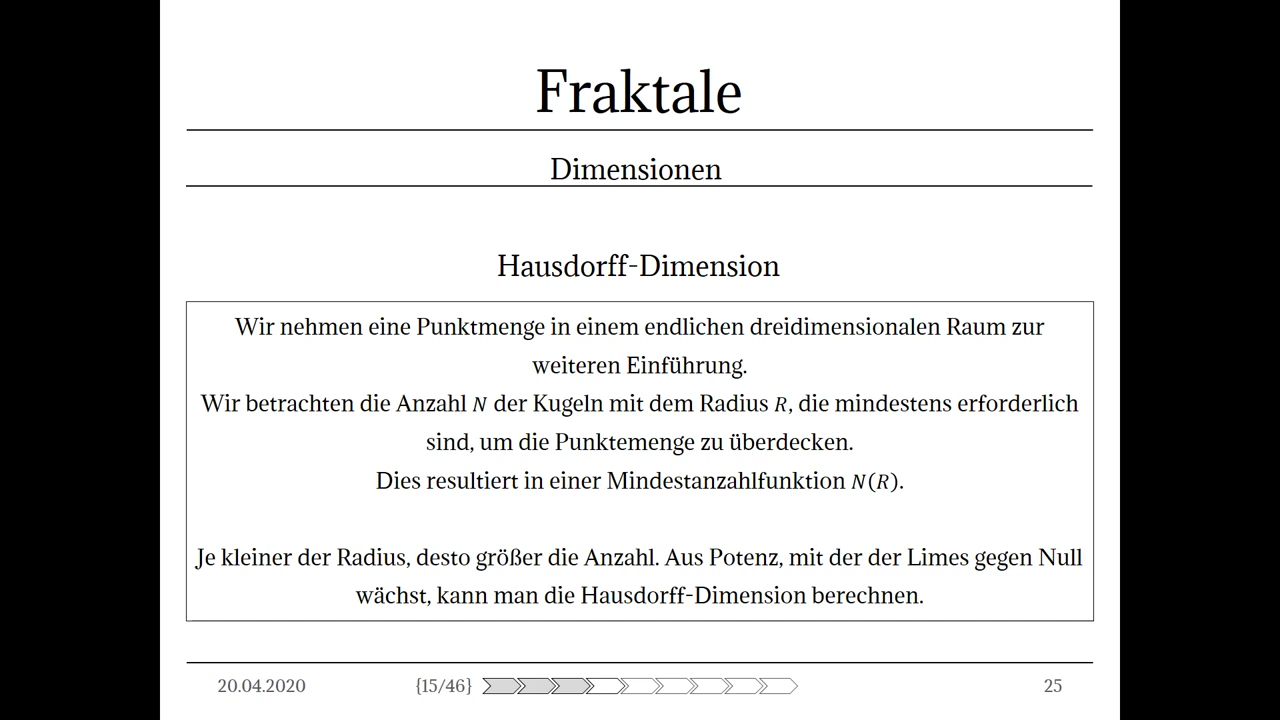 Fraktale
Dimensionen
Hausdorff-Dimension
Wir nehmen eine Punktmenge in einem endlichen dreidimensionalen Raum zur
weiteren Einführung.
Wir betrachten die Anzahl N der Kugeln mit dem Radius R, die mindestens erforderlich
sind, um die Punktemenge zu überdecken.
Dies resultiert in einer Mindestanzahlfunktion N(R).
Je kleiner der Radius, desto größer die Anzahl. Aus Potenz, mit der der Limes gegen Null
wächst, kann man die Hausdorff-Dimension berechnen.
20.04.2020 {15/46} 25